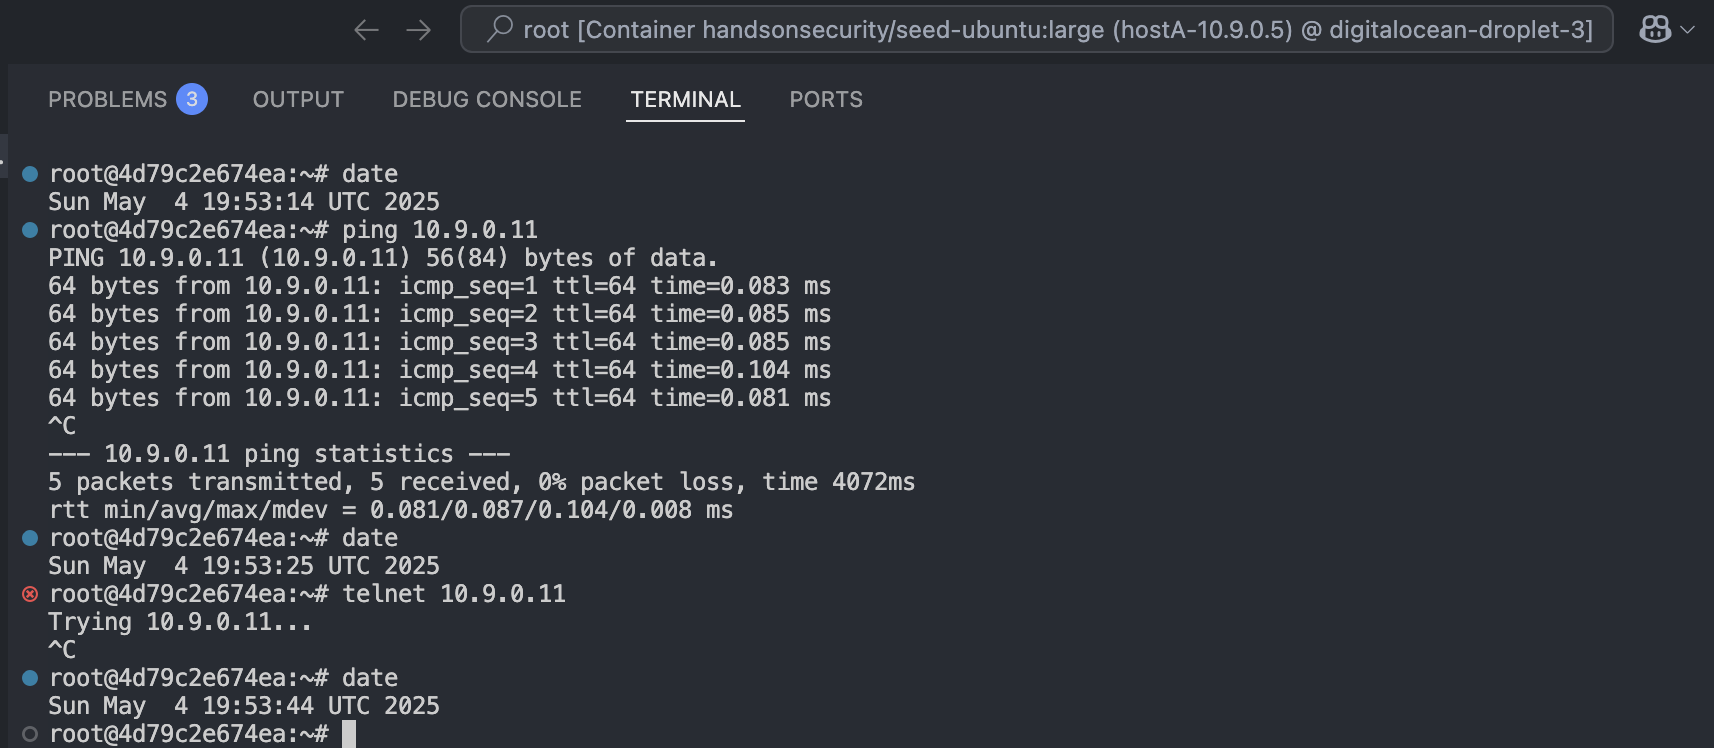 root [Container handsonsecurity/seed-ubuntu:large (hostA-10.9.0.5) @ digitalocean-droplet-3]
PROBLEMS 3 OUTPUT DEBUG CONSOLE TERMINAL PORTS
root@4d79c2e674ea:~# date
Sun May  4 19:53:14 UTC 2025
root@4d79c2e674ea:~# ping 10.9.0.11
PING 10.9.0.11 (10.9.0.11) 56(84) bytes of data.
64 bytes from 10.9.0.11: icmp_seq=1 ttl=64 time=0.083 ms
64 bytes from 10.9.0.11: icmp_seq=2 ttl=64 time=0.085 ms
64 bytes from 10.9.0.11: icmp_seq=3 ttl=64 time=0.085 ms
64 bytes from 10.9.0.11: icmp_seq=4 ttl=64 time=0.104 ms
64 bytes from 10.9.0.11: icmp_seq=5 ttl=64 time=0.081 ms
^C
--- 10.9.0.11 ping statistics ---
5 packets transmitted, 5 received, 0% packet loss, time 4072ms
rtt min/avg/max/mdev = 0.081/0.087/0.104/0.008 ms
root@4d79c2e674ea:~# date
Sun May  4 19:53:25 UTC 2025
root@4d79c2e674ea:~# telnet 10.9.0.11
Trying 10.9.0.11...
^C
root@4d79c2e674ea:~# date
Sun May  4 19:53:44 UTC 2025
root@4d79c2e674ea:~#